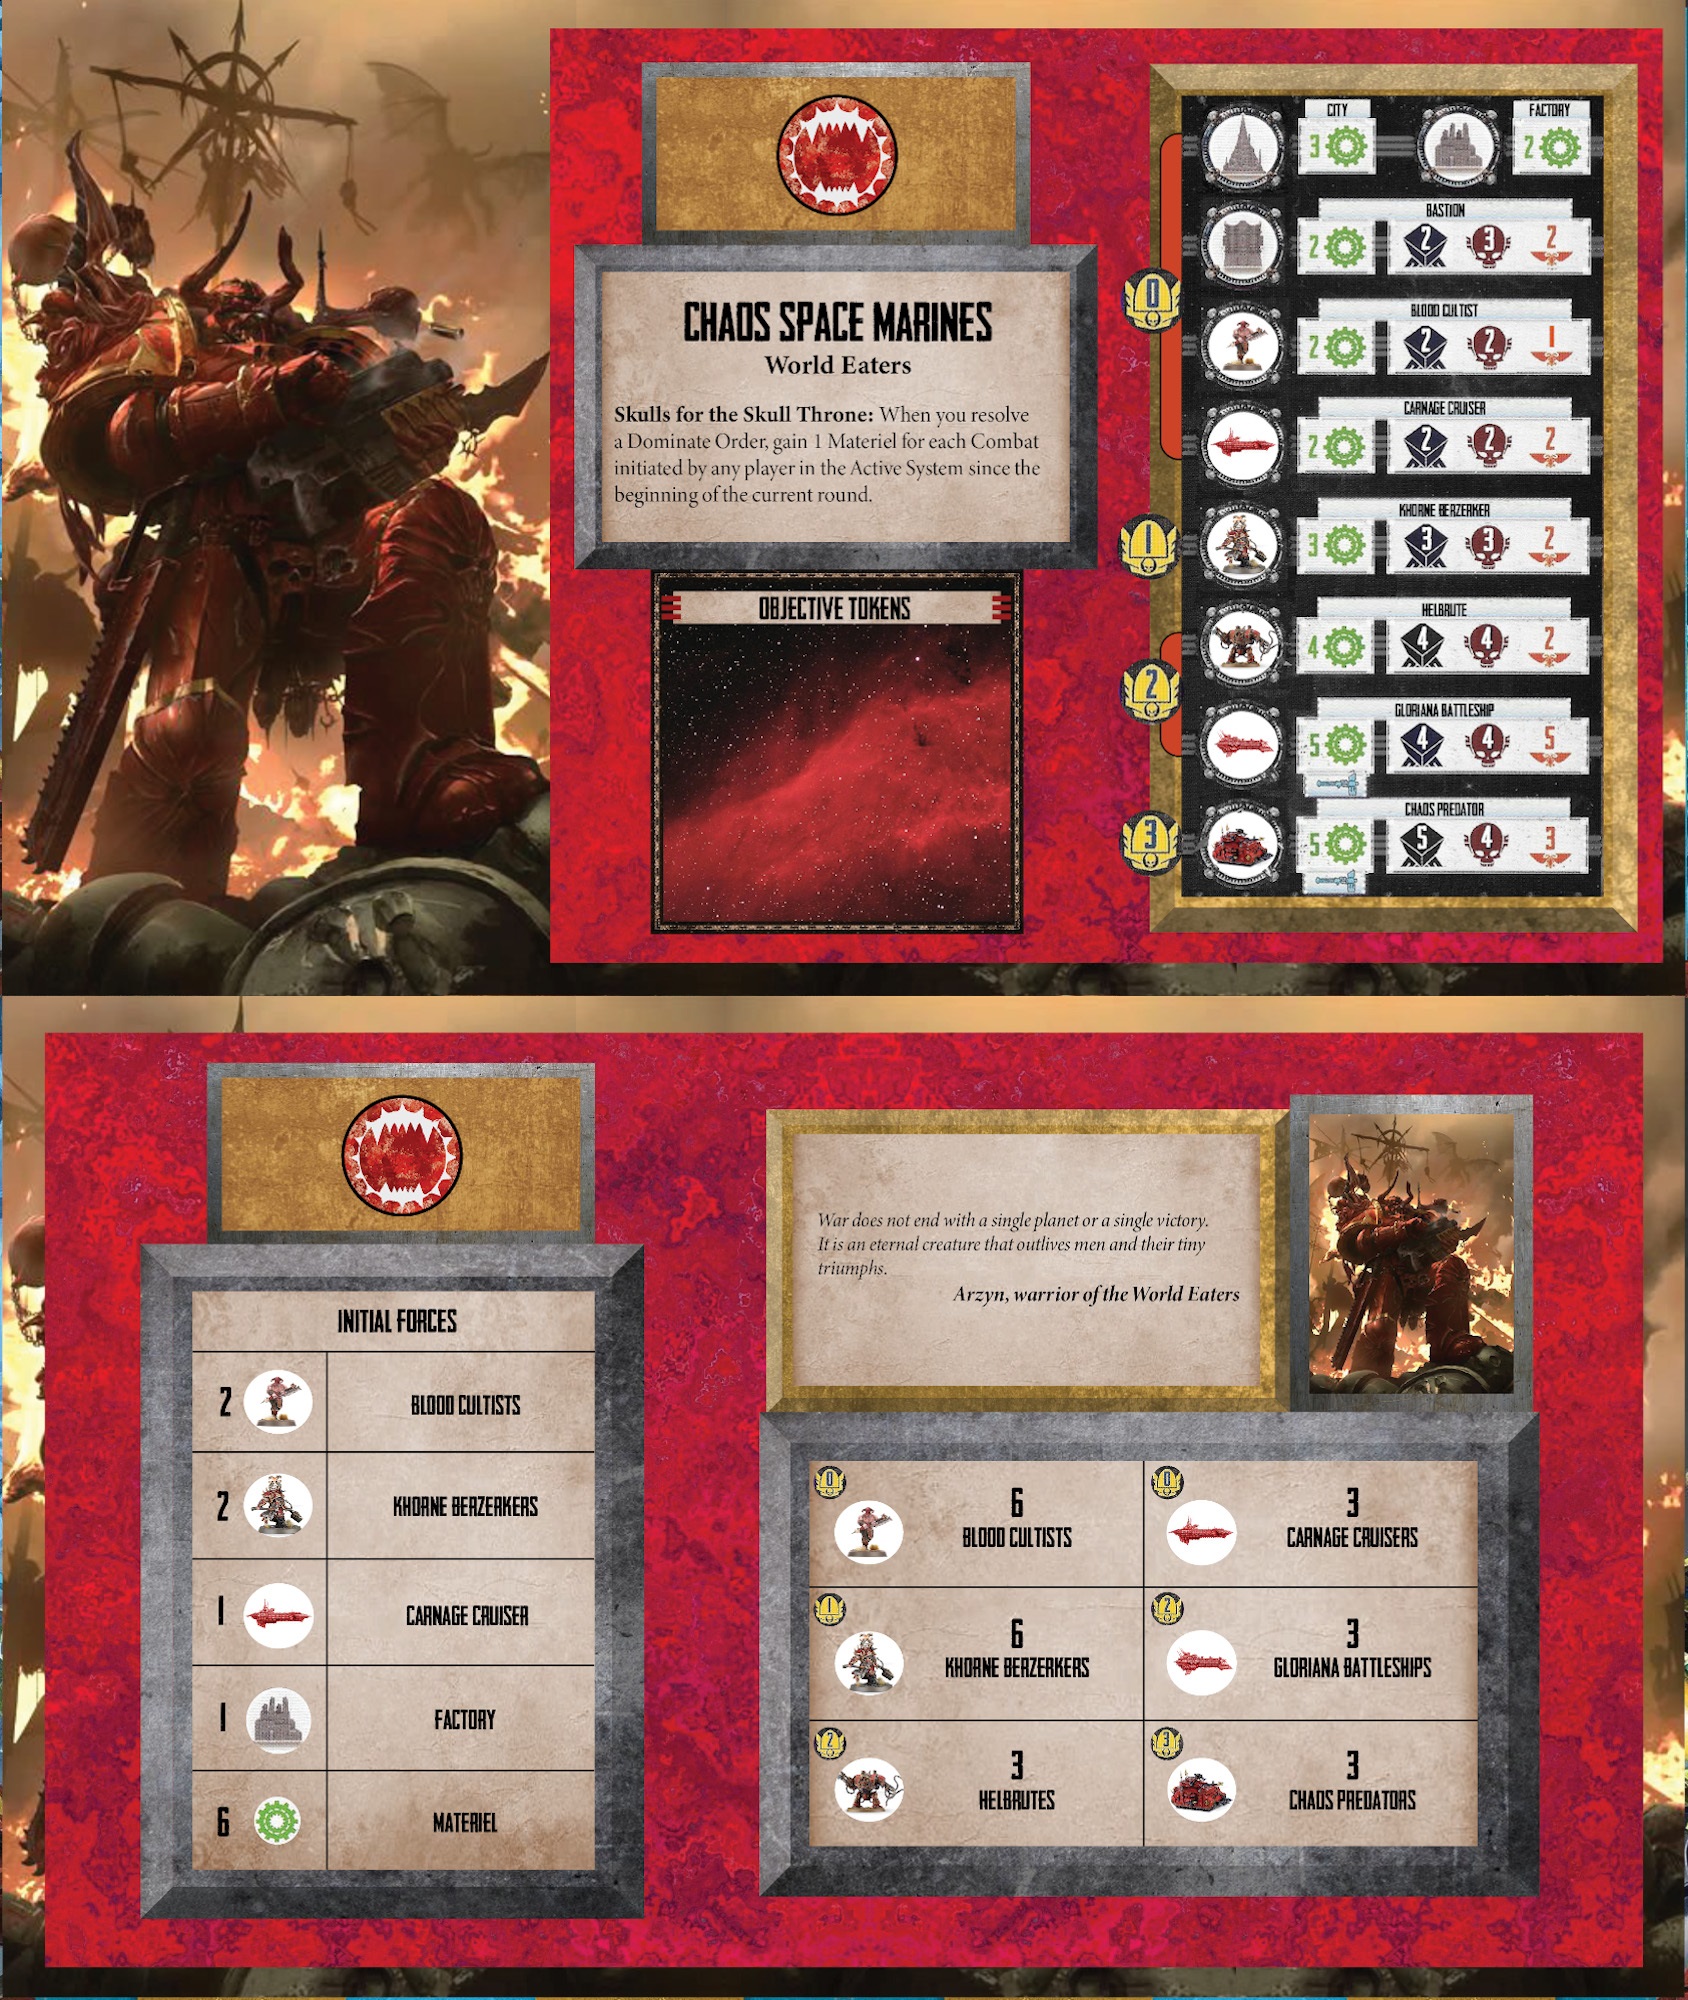 CHAOS SPACE MARINES
World Eaters
Skulls for the Skull Throne: When you resolve
a Dominate Order, gain 1 Materiel for each Combat
initiated by any player in the Active System since the
beginning of the current round.
OBJECTIVE TOKENS
0
1
2
3
CITY
3
FACTORY
2
BASTION
2 2 3 2
BLOOD CULTIST
2 2 2 1
CARNAGE CRUISER
2 2 2 2
KHORNE BERZERKER
3 3 3 2
HELBRUTE
4 4 4 2
GLORIANA BATTLESHIP
5 4 4 5
CHAOS PREDATOR
5 5 4 3
INITIAL FORCES
2 BLOOD CULTISTS
2 KHORNE BERZERKERS
1 CARNAGE CRUISER
1 FACTORY
6 MATERIEL
War does not end with a single planet or a single victory.
It is an eternal creature that outlives men and their tiny
triumphs.
Arzyn, warrior of the World Eaters
0
6
BLOOD CULTISTS
0
3
CARNAGE CRUISERS
1
6
KHORNE BERZERKERS
2
3
GLORIANA BATTLESHIPS
2
3
HELBRUTES
3
3
CHAOS PREDATORS